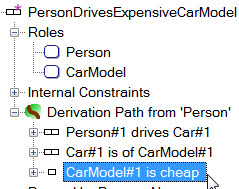 PersonDrivesExpensiveCarModel
Roles
Person
CarModel
Internal Constraints
Derivation Path from 'Person'
Person#1 drives Car#1
Car#1 is of CarModel#1
CarModel#1 is cheap